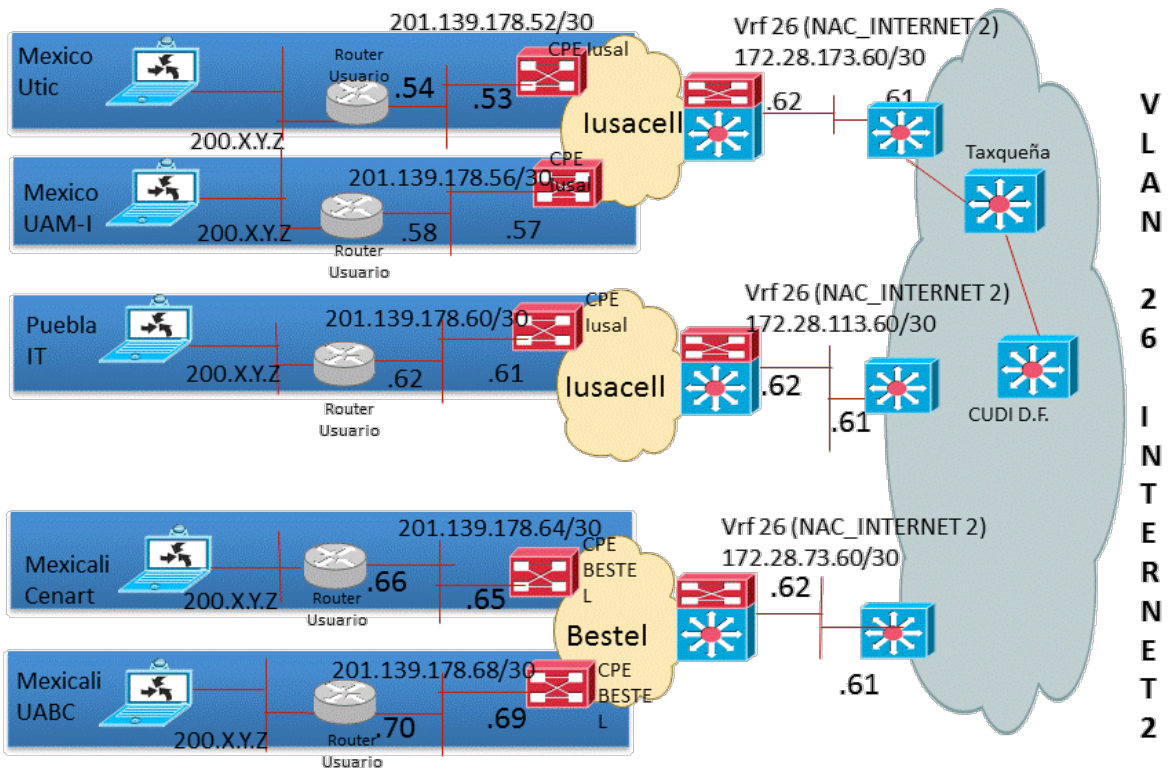 201.139.178.52/30
Mexico
Utic
Router
Usuario
.54
.53
CPE Iusal
200.X.Y.Z
Mexico
UAM-I
201.139.178.56/30
CPE
Iusal
200.X.Y.Z
.58
.57
Router
Usuario
Iusacell
Vrf 26 (NAC_INTERNET 2)
172.28.173.60/30
.62
.61
Taxqueña
Puebla
IT
201.139.178.60/30
CPE
Iusal
200.X.Y.Z
.62
.61
Router
Usuario
Iusacell
Vrf 26 (NAC_INTERNET 2)
172.28.113.60/30
.62
.61
CUDI D.F.
Mexicali
Cenart
201.139.178.64/30
CPE
BESTE
L
200.X.Y.Z
.66
.65
Router
Usuario
Bestel
Vrf 26 (NAC_INTERNET 2)
172.28.73.60/30
.62
.61
Mexicali
UABC
201.139.178.68/30
CPE
BESTE
L
200.X.Y.Z
.70
.69
Router
Usuario
VLAN 26 INTERNET2